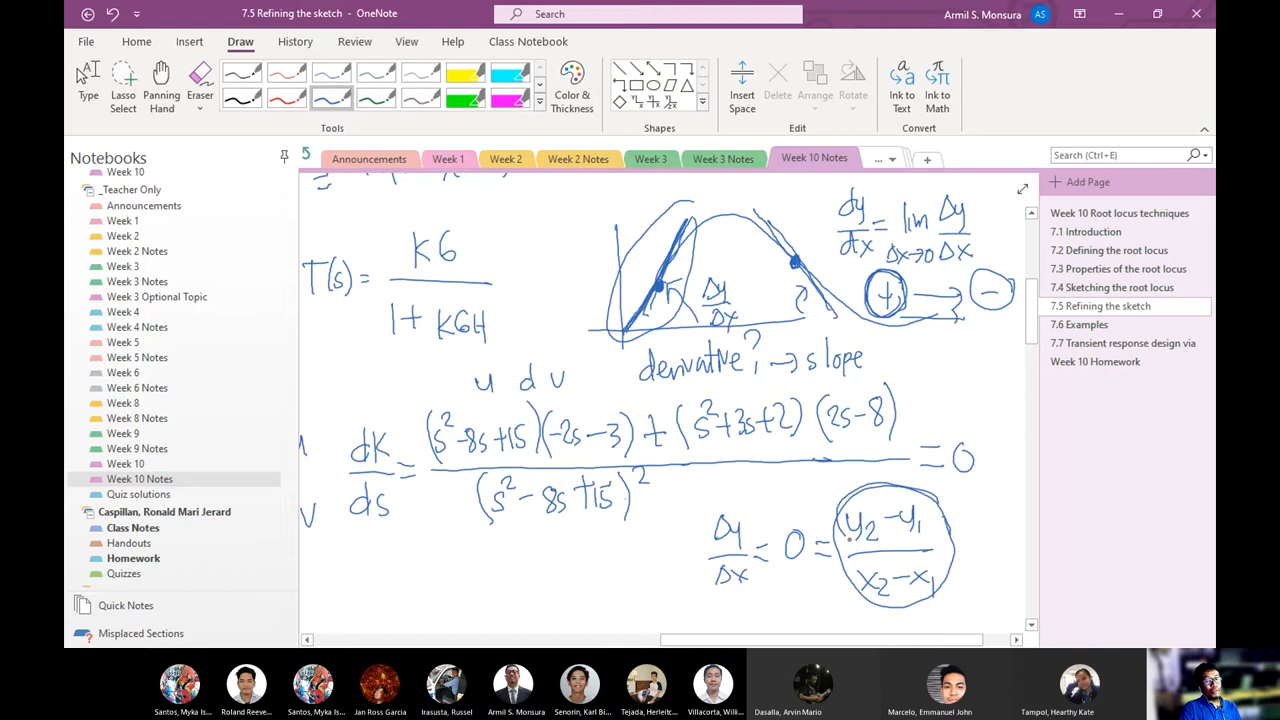 7.5 Refining the sketch - OneNote
Search
Armil S. Monsura
AS
File
Home
Insert
Draw
History
Review
View
Help
Class Notebook
Type
Lasso Select
Panning Hand
Eraser
Color & Thickness
Insert Space
Delete
Arrange
Rotate
Ink to Text
Ink to Math
Tools
Shapes
Edit
Convert
Notebooks
Announcements
Week 1
Week 2
Week 2 Notes
Week 3
Week 3 Notes
Week 10 Notes
...
Search (Ctrl+E)
Week 10
_Teacher Only
Announcements
Week 1
Week 2
Week 2 Notes
Week 3
Week 3 Notes
Week 3 Optional Topic
Week 4
Week 4 Notes
Week 5
Week 5 Notes
Week 6
Week 6 Notes
Week 8
Week 8 Notes
Week 9
Week 9 Notes
Week 10
Week 10 Notes
Quiz solutions
Caspillan, Ronald Mari Jerard
Class Notes
Handouts
Homework
Quizzes
Quick Notes
Misplaced Sections
dy/dx = lim Δx→0 Δy/Δx
T(s) = KG / 1 + KGH
Δy/Δx
+ → -
derivative? → slope
u d v
dK/ds = (s²-8s+15)(-2s-3) + (s²+3s+2)(2s-8) / (s²-8s+15)² = 0
v
Δy/Δx = 0 = y₂-y₁ / x₂-x₁
Add Page
Week 10 Root locus techniques
7.1 Introduction
7.2 Defining the root locus
7.3 Properties of the root locus
7.4 Sketching the root locus
7.5 Refining the sketch
7.6 Examples
7.7 Transient response design via
Week 10 Homework
Santos, Myka Is...
Roland Reeve...
Santos, Myka Is...
Jan Ross Garcia
Irasusta, Russel
Armil S. Monsura
Senorin, Karl Bi...
Tejada, Herleitc...
Villacorta, Willi...
Dasalla, Arvin Mario
Marcelo, Emmanuel John
Tampol, Hearthy Kate